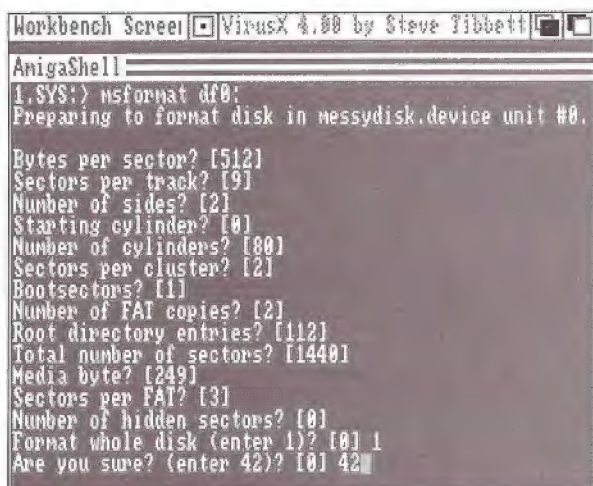 Workbench Screen VirusX 4.00 by Steve Tibbett
AmigaShell
1.SYS:> msformat df0:
Preparing to format disk in messydisk.device unit #0.
Bytes per sector? [512]
Sectors per track? [9]
Number of sides? [2]
Starting cylinder? [0]
Number of cylinders? [80]
Sectors per cluster? [2]
Bootsectors? [1]
Number of FAT copies? [2]
Root directory entries? [112]
Total number of sectors? [1440]
Media byte? [249]
Sectors per FAT? [3]
Number of hidden sectors? [0]
Format whole disk (enter 1)? [0] 1
Are you sure? (enter 42)? [0] 42